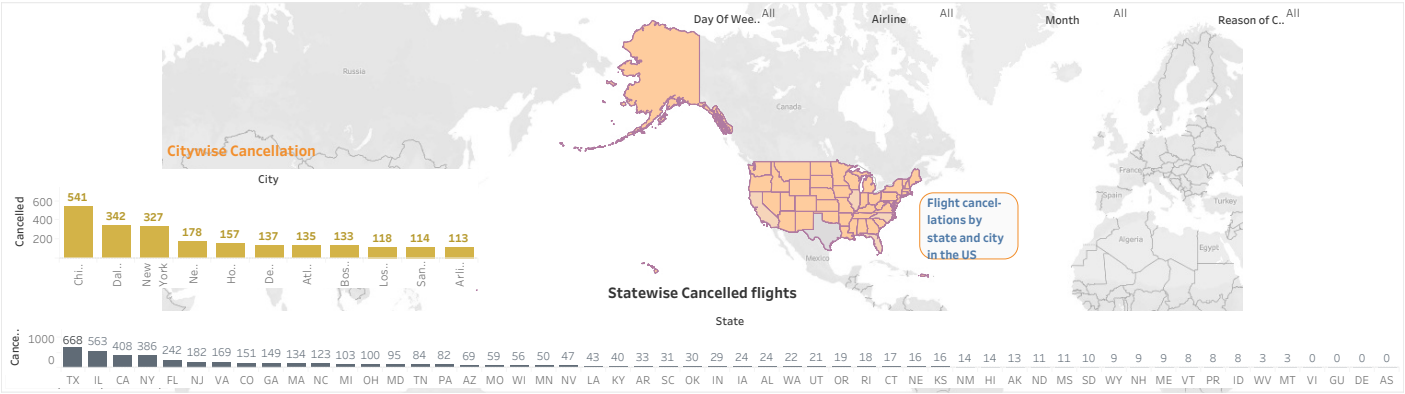 Day Of Wee..
All
Airline
All
Month
All
Reason of C..
All
Russia
Canada
France
Spain
Turkey
Algeria
Egypt
Mexico
Citywise Cancellation
City
Cancelled
600
400
200
541
342
327
178
157
137
135
133
118
114
113
Chi..
Dal..
New
York
Ne..
Ho..
De..
Atl..
Bos..
Los..
San..
Arli..
Flight cancel-
lations by
state and city
in the US
Statewise Cancelled flights
State
Cance..
1000
0
668 563 408 386 242 182 169 151 149 134 123 103 100 95 84 82 69 59 56 50 47 43 40 33 31 30 29 24 24 22 21 19 18 17 16 16 14 14 13 11 11 10 9 9 9 8 8 8 3 3 0 0 0 0
TX IL CA NY FL NJ VA CO GA MA NC MI OH MD TN PA AZ MO WI MN NV LA KY AR SC OK IN IA AL WA UT OR RI CT NE KS NM HI AK ND MS SD WY NH ME VT PR ID WV MT VI GU DE AS